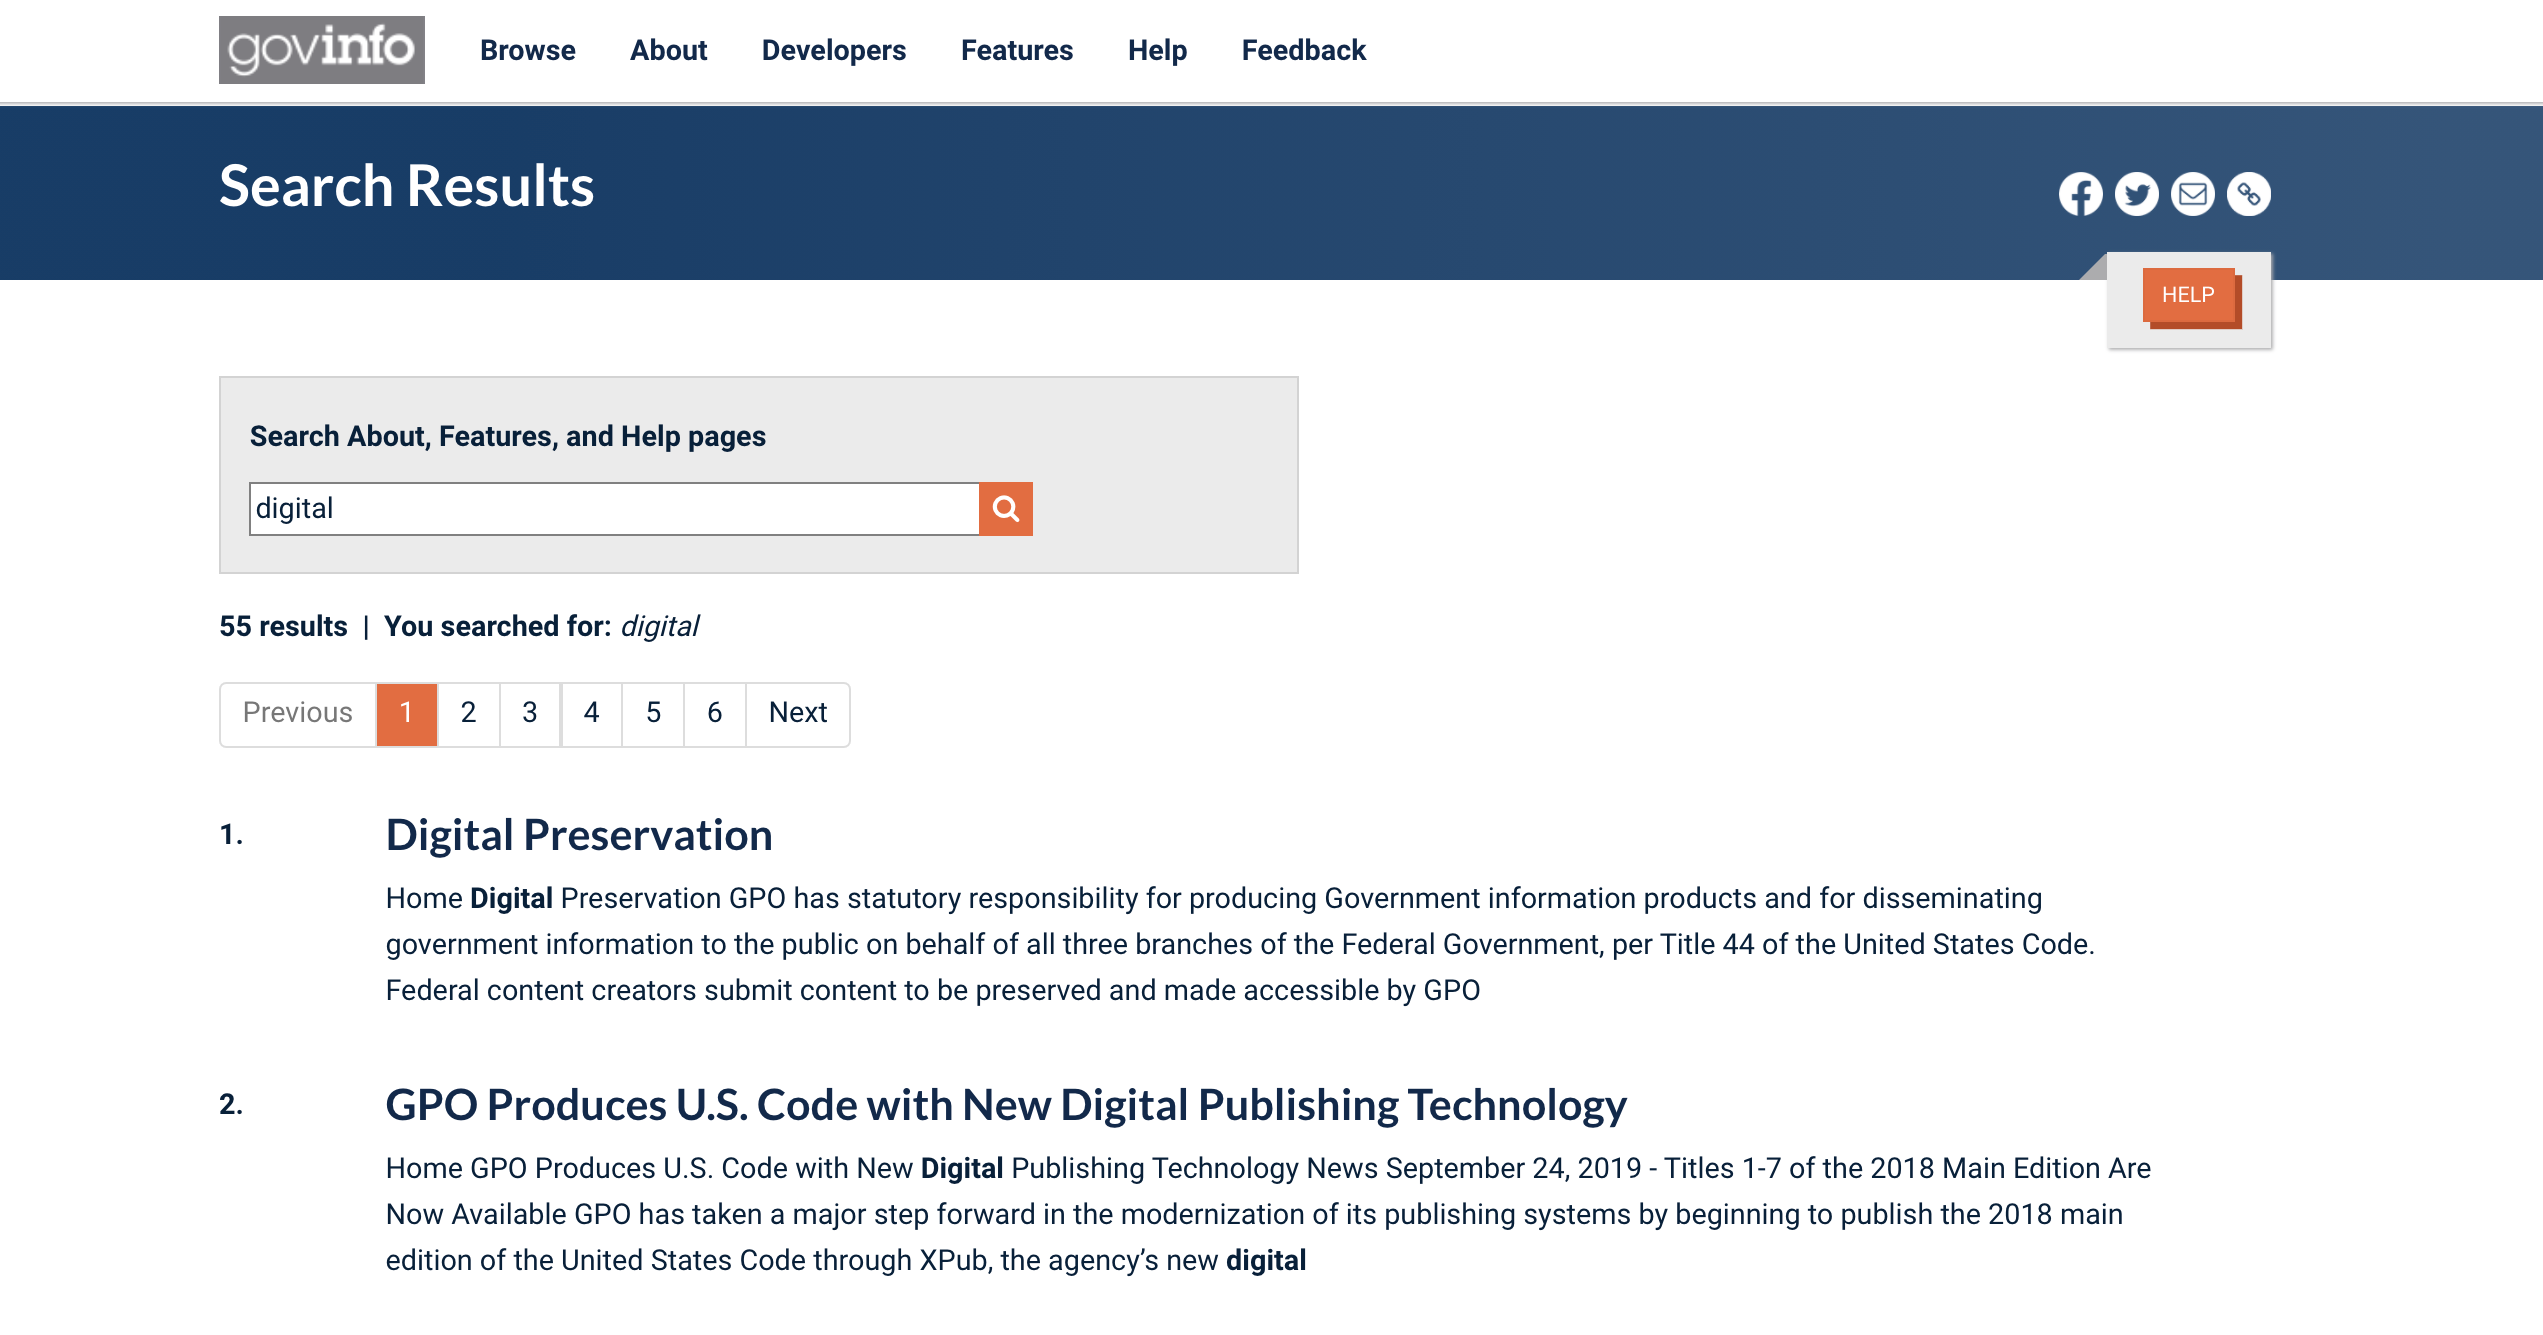 govinfo Browse About Developers Features Help Feedback
Search Results
HELP
Search About, Features, and Help pages
digital
55 results | You searched for: digital
Previous 1 2 3 4 5 6 Next
1. Digital Preservation
Home Digital Preservation GPO has statutory responsibility for producing Government information products and for disseminating
government information to the public on behalf of all three branches of the Federal Government, per Title 44 of the United States Code.
Federal content creators submit content to be preserved and made accessible by GPO
2. GPO Produces U.S. Code with New Digital Publishing Technology
Home GPO Produces U.S. Code with New Digital Publishing Technology News September 24, 2019 - Titles 1-7 of the 2018 Main Edition Are
Now Available GPO has taken a major step forward in the modernization of its publishing systems by beginning to publish the 2018 main
edition of the United States Code through XPub, the agency’s new digital